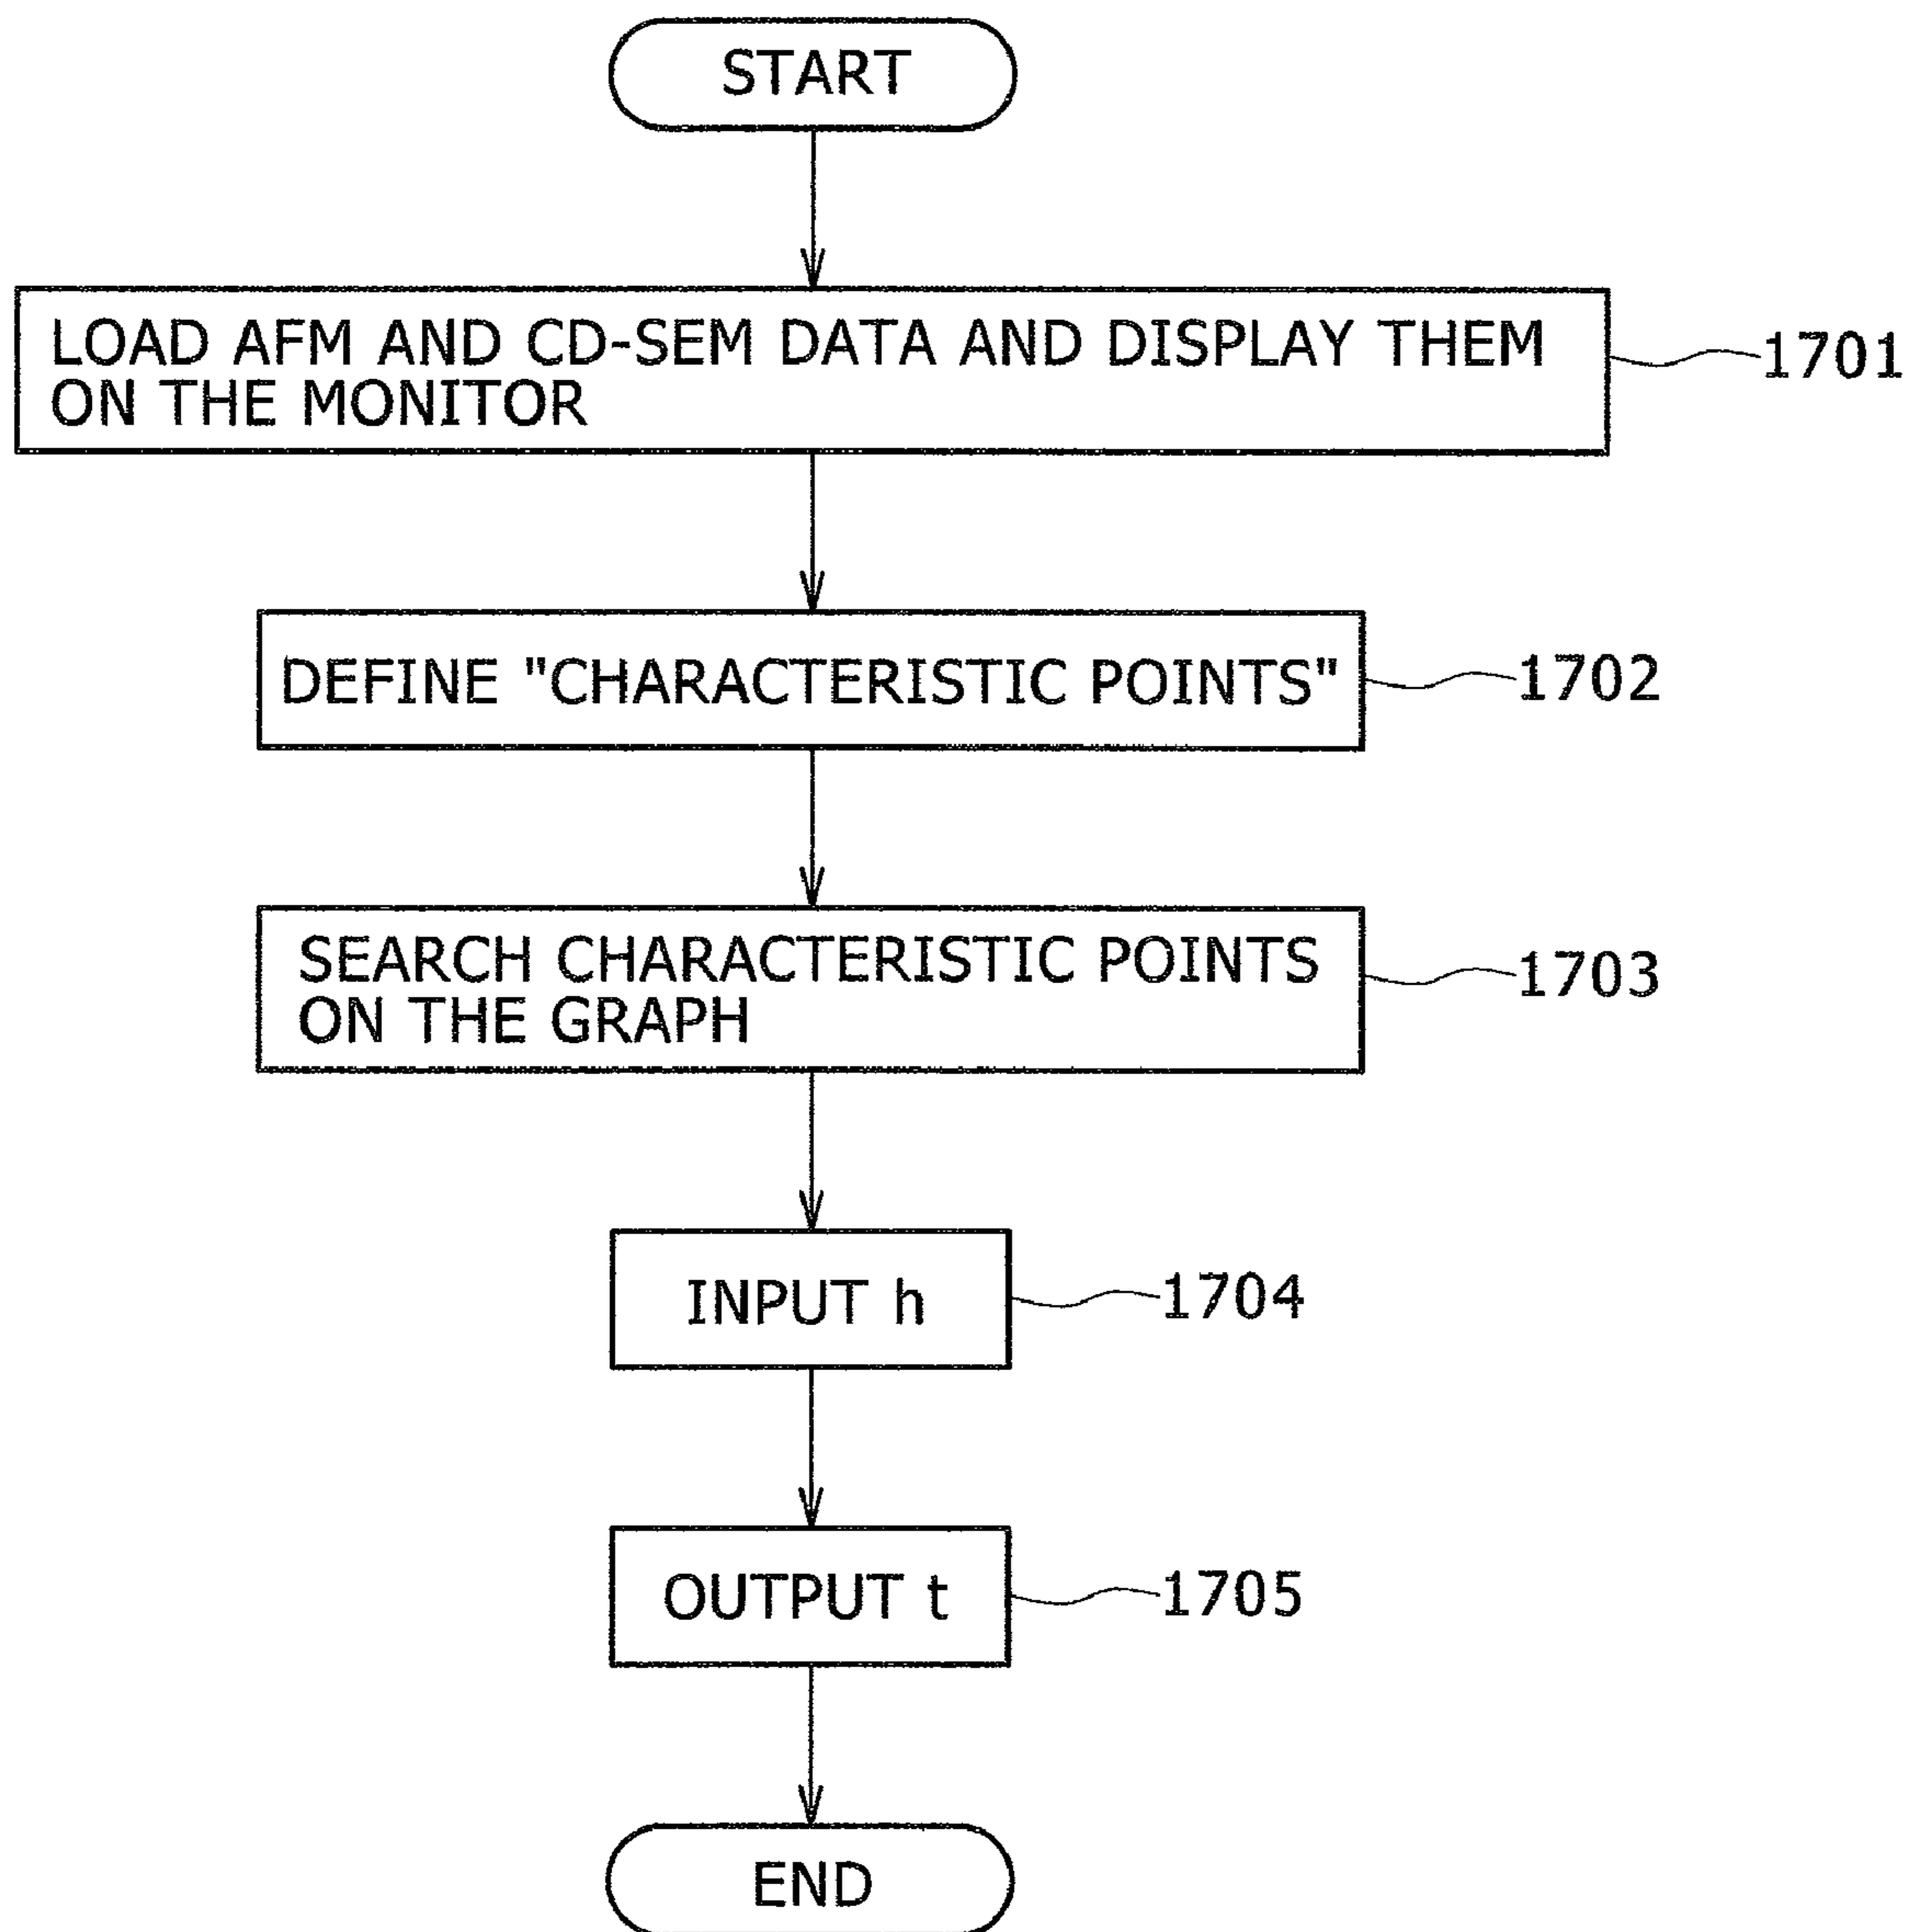 START
LOAD AFM AND CD-SEM DATA AND DISPLAY THEM
ON THE MONITOR
1701
DEFINE "CHARACTERISTIC POINTS"
1702
SEARCH CHARACTERISTIC POINTS
ON THE GRAPH
1703
INPUT h
1704
OUTPUT t
1705
END